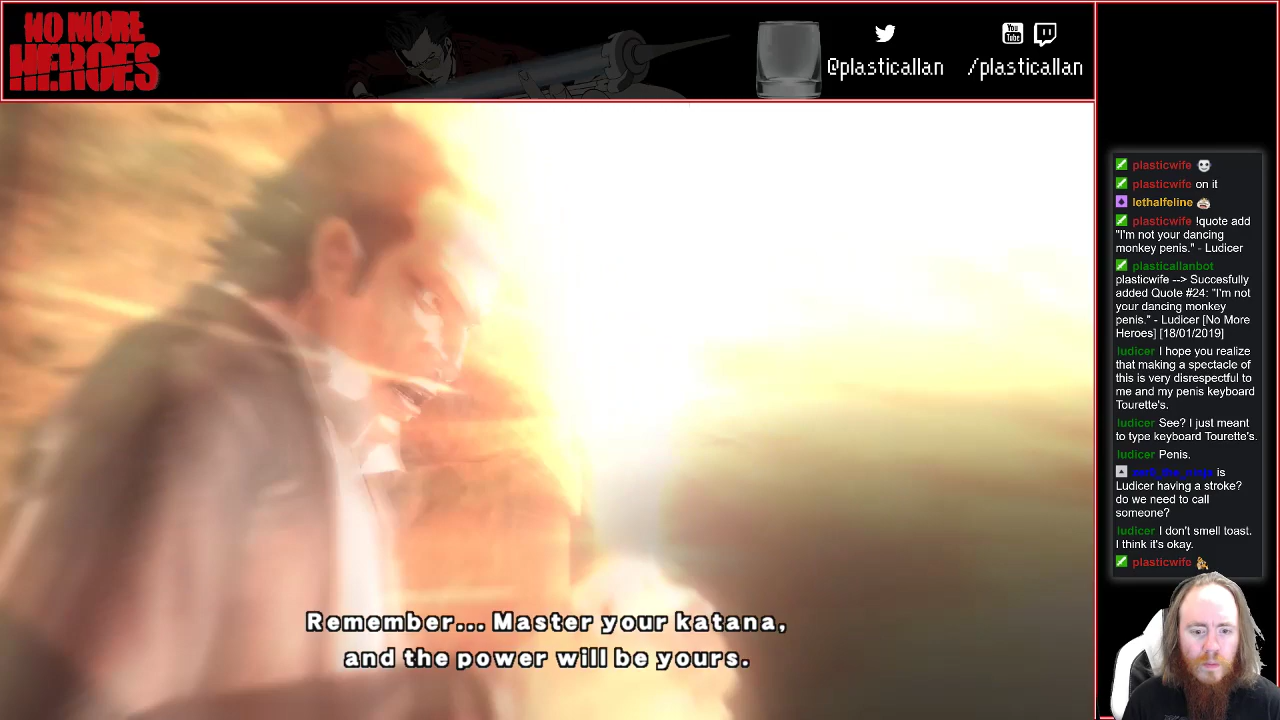 NO MORE
HEROES
@plasticallan
You
Tube
/plasticallan
plasticwife
plasticwife on it
lethalfeline
plasticwife !quote add
"I'm not your dancing
monkey penis." - Ludicer
plasticallanbot
plasticwife --> Succesfully
added Quote #24: "I'm not
your dancing monkey
penis." - Ludicer [No More
Heroes] [18/01/2019]
ludicer I hope you realize
that making a spectacle of
this is very disrespectful to
me and my penis keyboard
Tourette's.
ludicer See? I just meant
to type keyboard Tourette's.
ludicer Penis.
is
Ludicer having a stroke?
do we need to call
someone?
ludicer I don't smell toast.
I think it's okay.
plasticwife
Remember... Master your katana,
and the power will be yours.